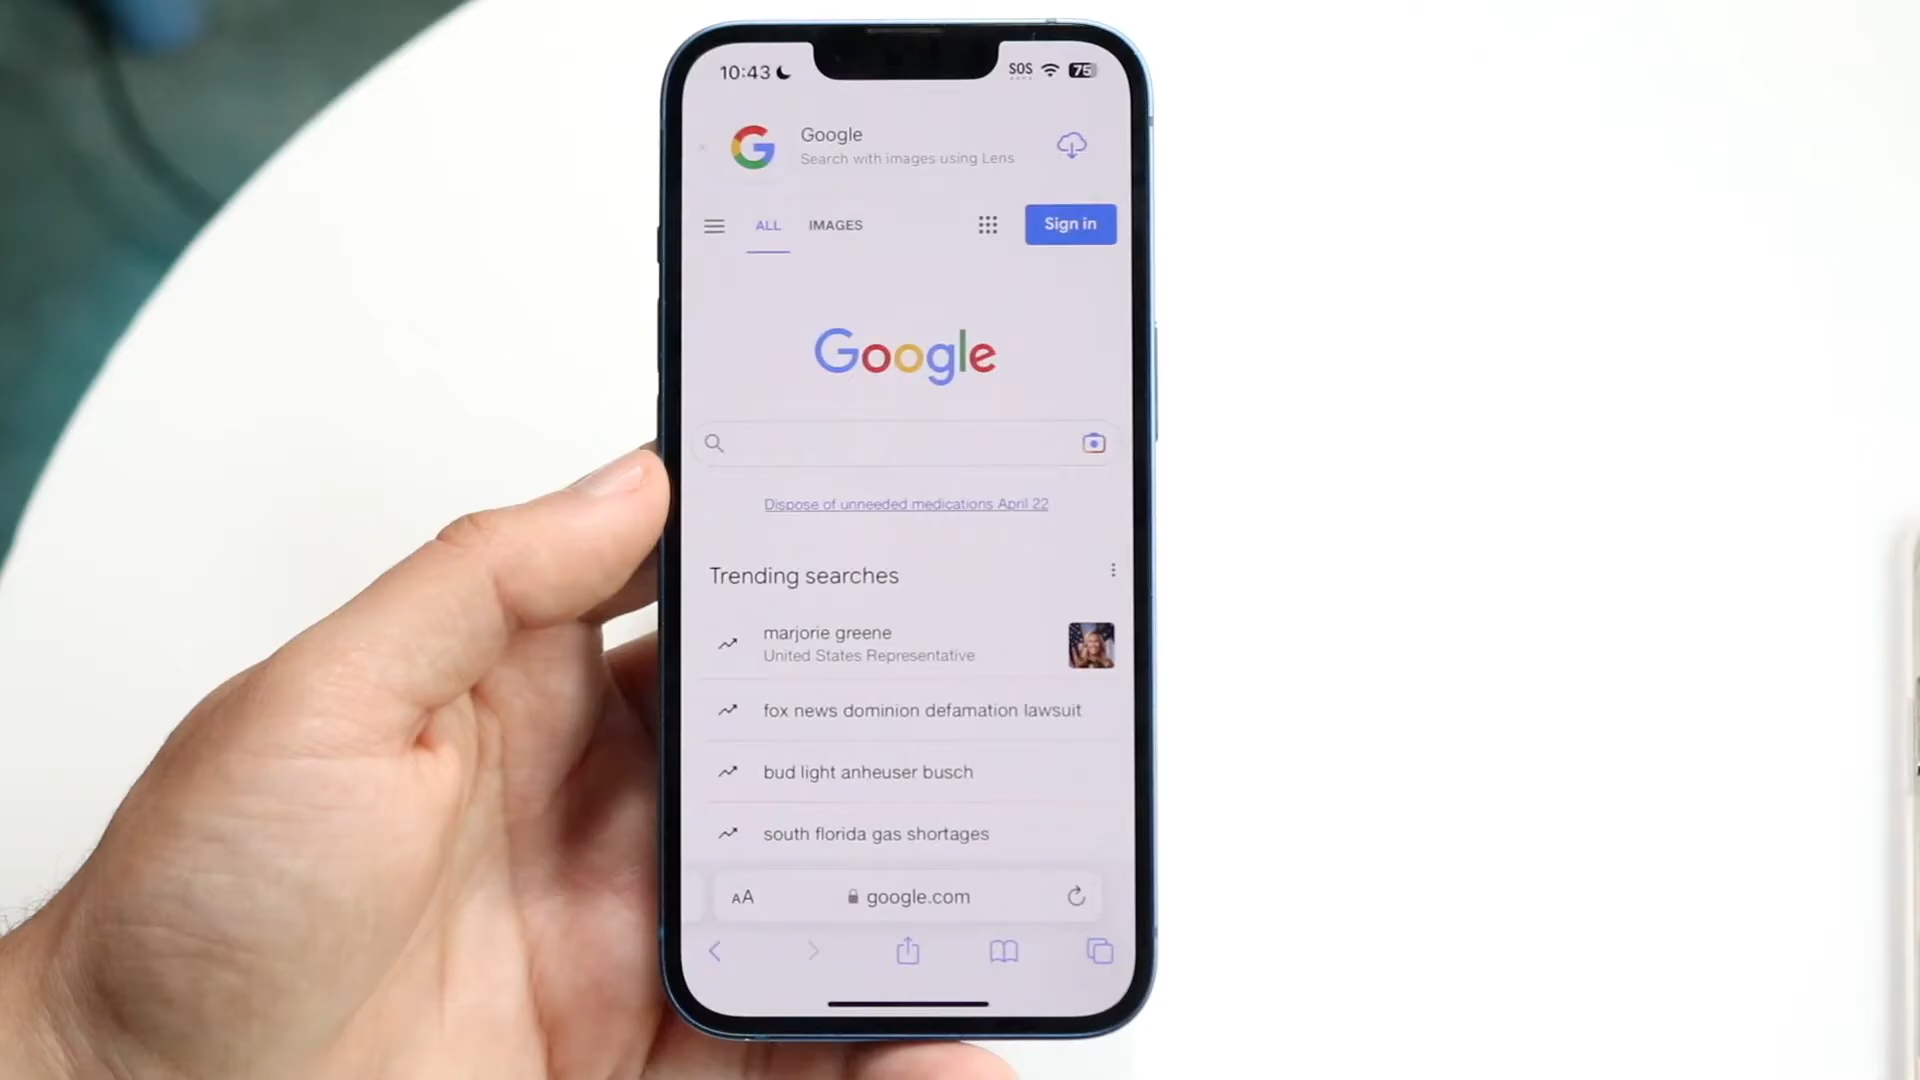 10:43
SOS
75
Google
Search with images using Lens
ALL
IMAGES
Sign in
Google
Dispose of unneeded medications April 22
Trending searches
marjorie greene
United States Representative
fox news dominion defamation lawsuit
bud light anheuser busch
south florida gas shortages
AA
google.com